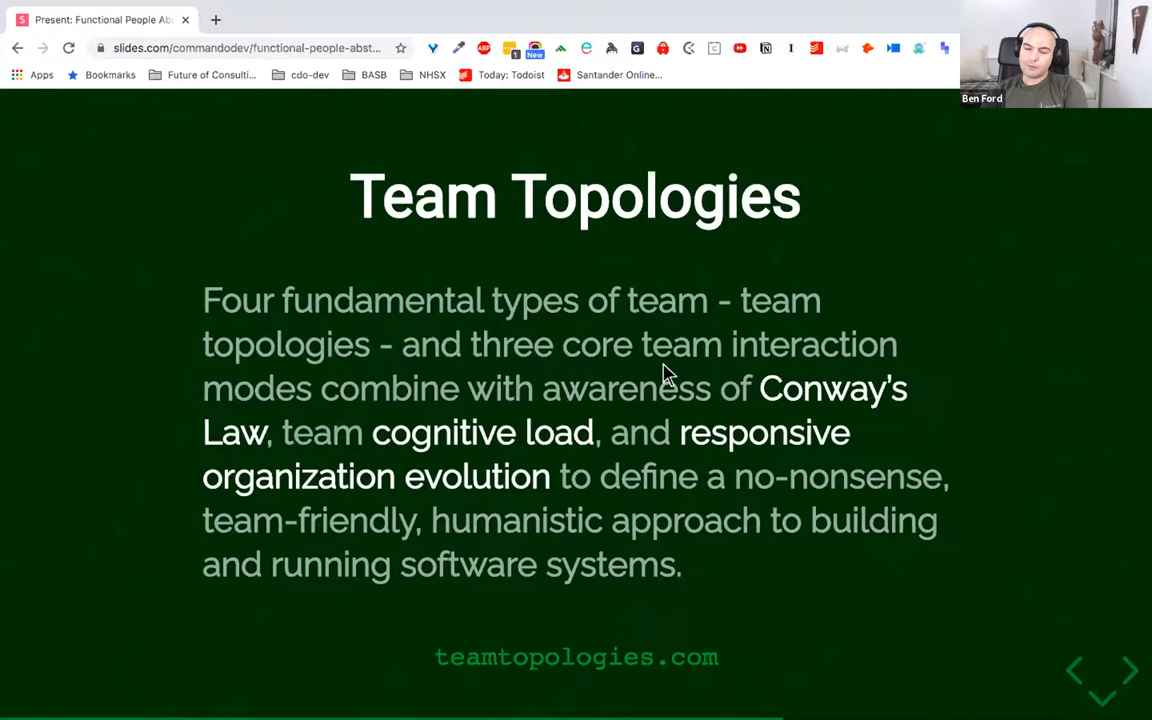 Present: Functional People Ab
slides.com/commandodev/functional-people-abst...
1
New
Apps
Bookmarks
Future of Consulti...
cdo-dev
BASB
NHSX
Today: Todoist
Santander Online...
Ben Ford
Team Topologies
Four fundamental types of team - team
topologies - and three core team interaction
modes combine with awareness of Conway's
Law, team cognitive load, and responsive
organization evolution to define a no-nonsense,
team-friendly, humanistic approach to building
and running software systems.
teamtopologies.com